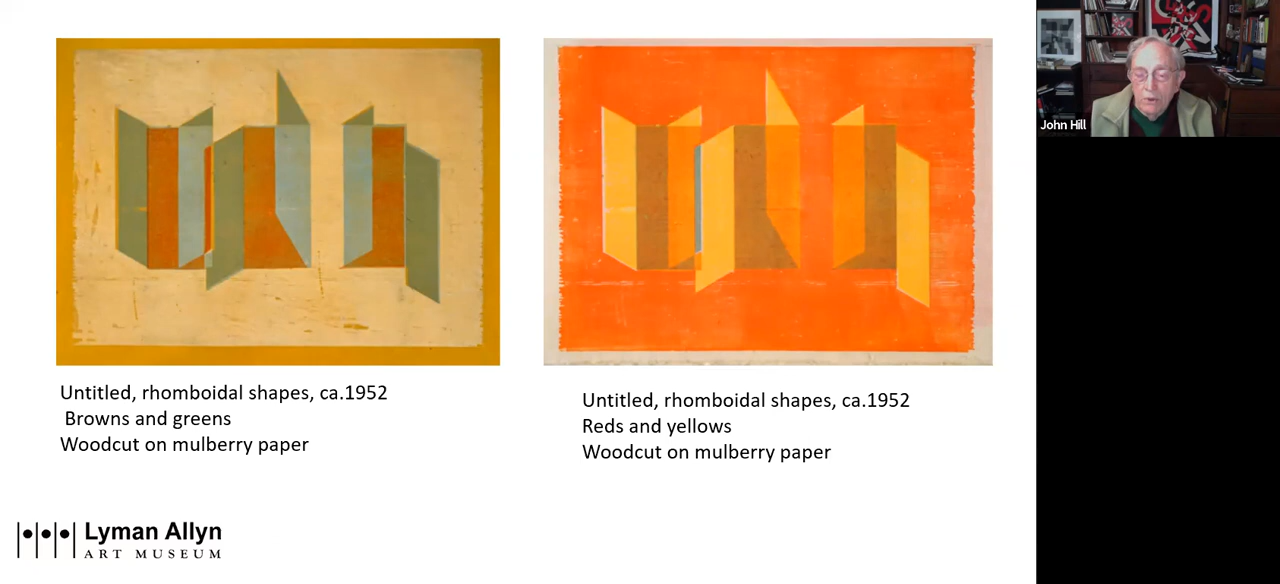 Untitled, rhomboidal shapes, ca.1952
Browns and greens
Woodcut on mulberry paper
Untitled, rhomboidal shapes, ca.1952
Reds and yellows
Woodcut on mulberry paper
Lyman Allyn
ART MUSEUM
John Hill